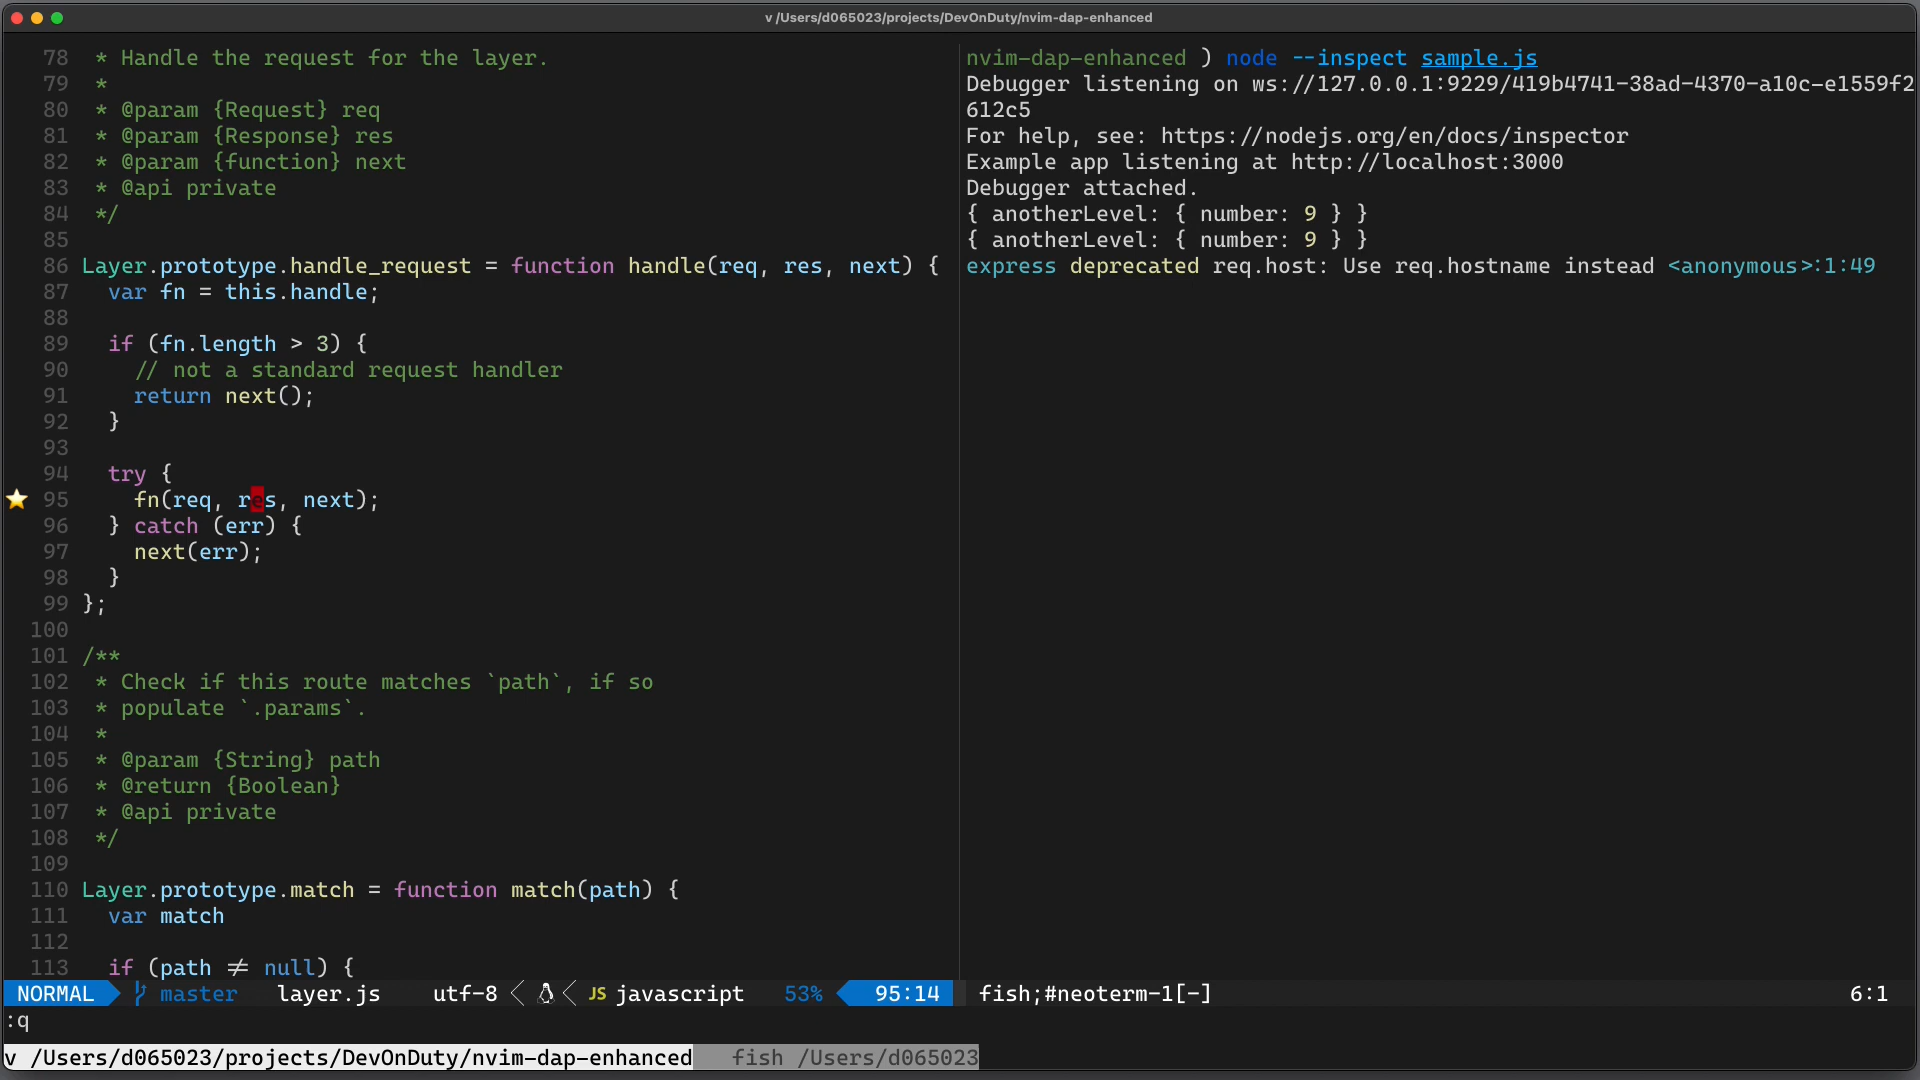 v /Users/d065023/projects/DevOnDuty/nvim-dap-enhanced
78  * Handle the request for the layer.
79  *
80  * @param {Request} req
81  * @param {Response} res
82  * @param {function} next
83  * @api private
84  */
85
86 Layer.prototype.handle_request = function handle(req, res, next) {
87   var fn = this.handle;
88
89   if (fn.length > 3) {
90     // not a standard request handler
91     return next();
92   }
93
94   try {
95     fn(req, res, next);
96   } catch (err) {
97     next(err);
98   }
99 };
100
101 /**
102  * Check if this route matches `path`, if so
103  * populate `.params`.
104  *
105  * @param {String} path
106  * @return {Boolean}
107  * @api private
108  */
109
110 Layer.prototype.match = function match(path) {
111   var match
112
113   if (path ≠ null) {
NORMAL master layer.js utf-8 JS javascript 53% 95:14
nvim-dap-enhanced ) node --inspect sample.js
Debugger listening on ws://127.0.0.1:9229/419b4741-38ad-4370-a10c-e1559f2
612c5
For help, see: https://nodejs.org/en/docs/inspector
Example app listening at http://localhost:3000
Debugger attached.
{ anotherLevel: { number: 9 } }
{ anotherLevel: { number: 9 } }
express deprecated req.host: Use req.hostname instead <anonymous>:1:49
fish;#neoterm-1[-] 6:1
:q
v /Users/d065023/projects/DevOnDuty/nvim-dap-enhanced fish /Users/d065023